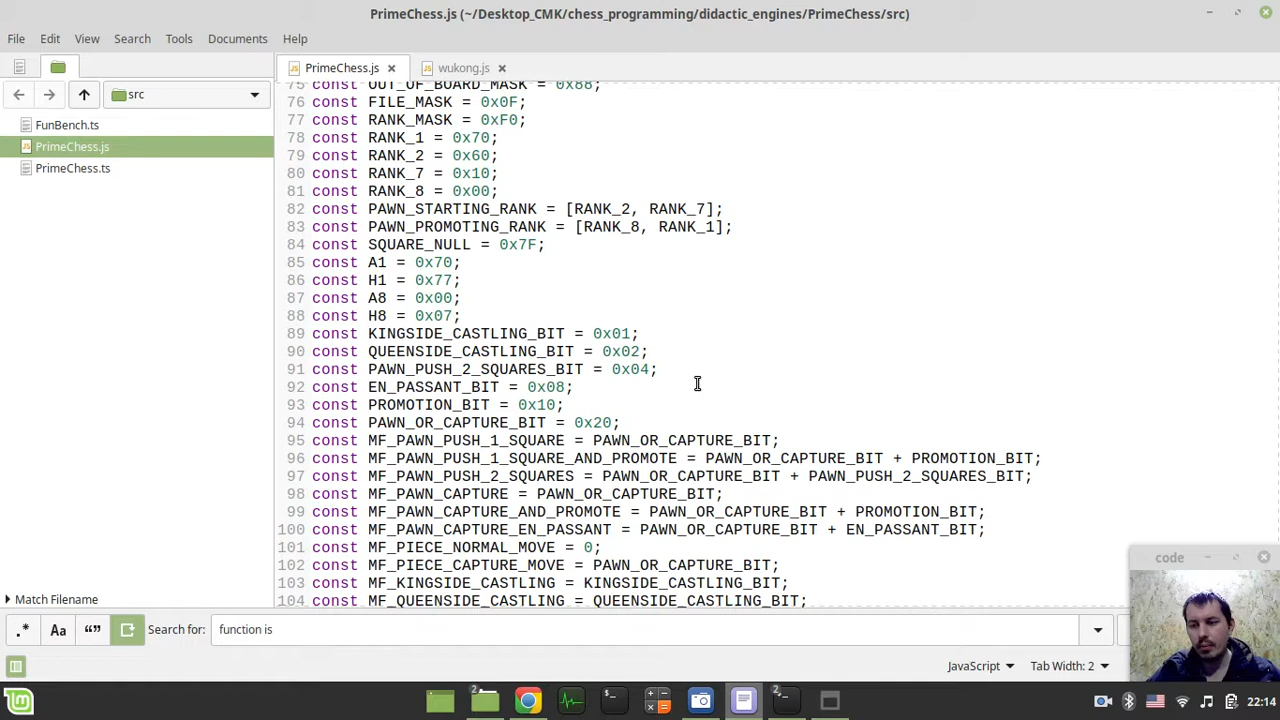 PrimeChess.js (~/Desktop_CMK/chess_programming/didactic_engines/PrimeChess/src)
File Edit View Search Tools Documents Help
PrimeChess.js wukong.js
src
FunBench.ts
PrimeChess.js
PrimeChess.ts
75 const OUT_OF_BOARD_MASK = 0x88;
76 const FILE_MASK = 0x0F;
77 const RANK_MASK = 0xF0;
78 const RANK_1 = 0x70;
79 const RANK_2 = 0x60;
80 const RANK_7 = 0x10;
81 const RANK_8 = 0x00;
82 const PAWN_STARTING_RANK = [RANK_2, RANK_7];
83 const PAWN_PROMOTING_RANK = [RANK_8, RANK_1];
84 const SQUARE_NULL = 0x7F;
85 const A1 = 0x70;
86 const H1 = 0x77;
87 const A8 = 0x00;
88 const H8 = 0x07;
89 const KINGSIDE_CASTLING_BIT = 0x01;
90 const QUEENSIDE_CASTLING_BIT = 0x02;
91 const PAWN_PUSH_2_SQUARES_BIT = 0x04;
92 const EN_PASSANT_BIT = 0x08;
93 const PROMOTION_BIT = 0x10;
94 const PAWN_OR_CAPTURE_BIT = 0x20;
95 const MF_PAWN_PUSH_1_SQUARE = PAWN_OR_CAPTURE_BIT;
96 const MF_PAWN_PUSH_1_SQUARE_AND_PROMOTE = PAWN_OR_CAPTURE_BIT + PROMOTION_BIT;
97 const MF_PAWN_PUSH_2_SQUARES = PAWN_OR_CAPTURE_BIT + PAWN_PUSH_2_SQUARES_BIT;
98 const MF_PAWN_CAPTURE = PAWN_OR_CAPTURE_BIT;
99 const MF_PAWN_CAPTURE_AND_PROMOTE = PAWN_OR_CAPTURE_BIT + PROMOTION_BIT;
100 const MF_PAWN_CAPTURE_EN_PASSANT = PAWN_OR_CAPTURE_BIT + EN_PASSANT_BIT;
101 const MF_PIECE_NORMAL_MOVE = 0;
102 const MF_PIECE_CAPTURE_MOVE = PAWN_OR_CAPTURE_BIT;
103 const MF_KINGSIDE_CASTLING = KINGSIDE_CASTLING_BIT;
104 const MF_QUEENSIDE_CASTLING = QUEENSIDE_CASTLING_BIT;
code
Match Filename
.* Aa “” Search for: function is
JavaScript Tab Width: 2
2 2 22:14